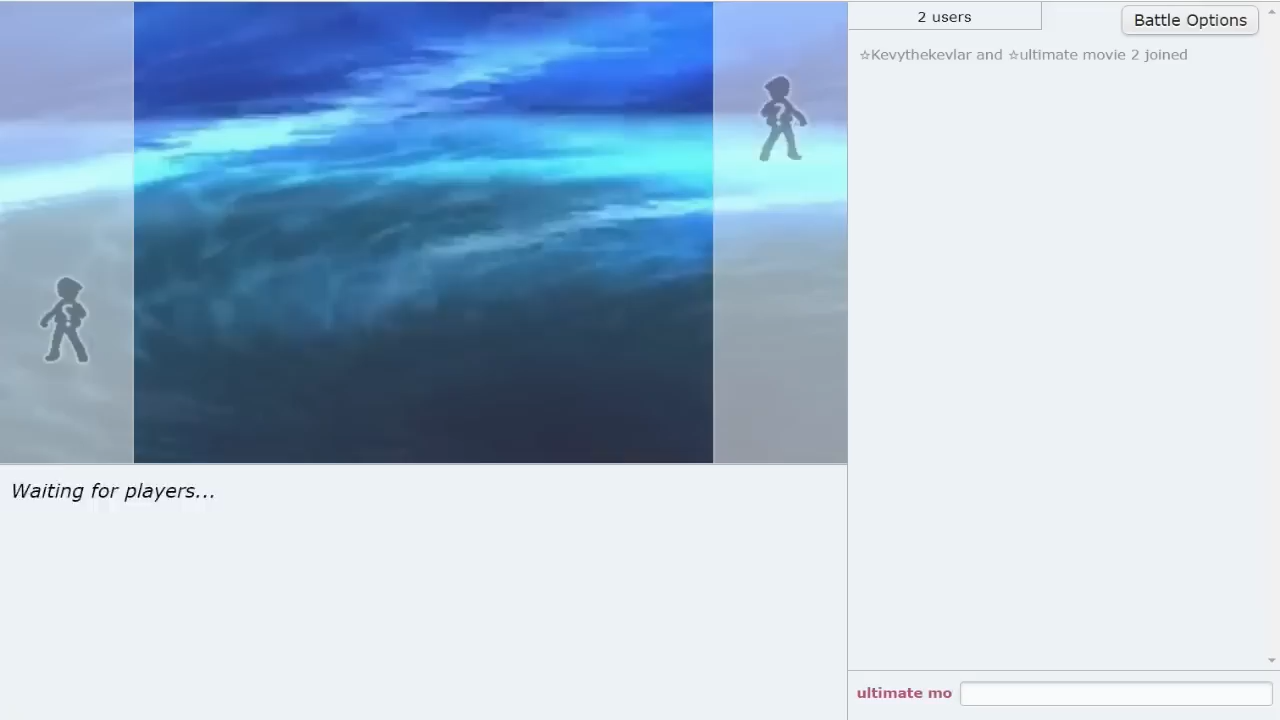 2 users
Battle Options
☆Kevythekevlar and ☆ultimate movie 2 joined
Waiting for players...
ultimate mo